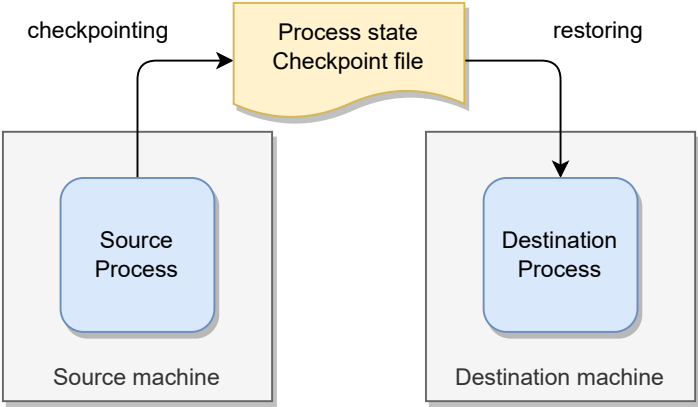 checkpointing
Process state
Checkpoint file
restoring
Source
Process
Source machine
Destination
Process
Destination machine